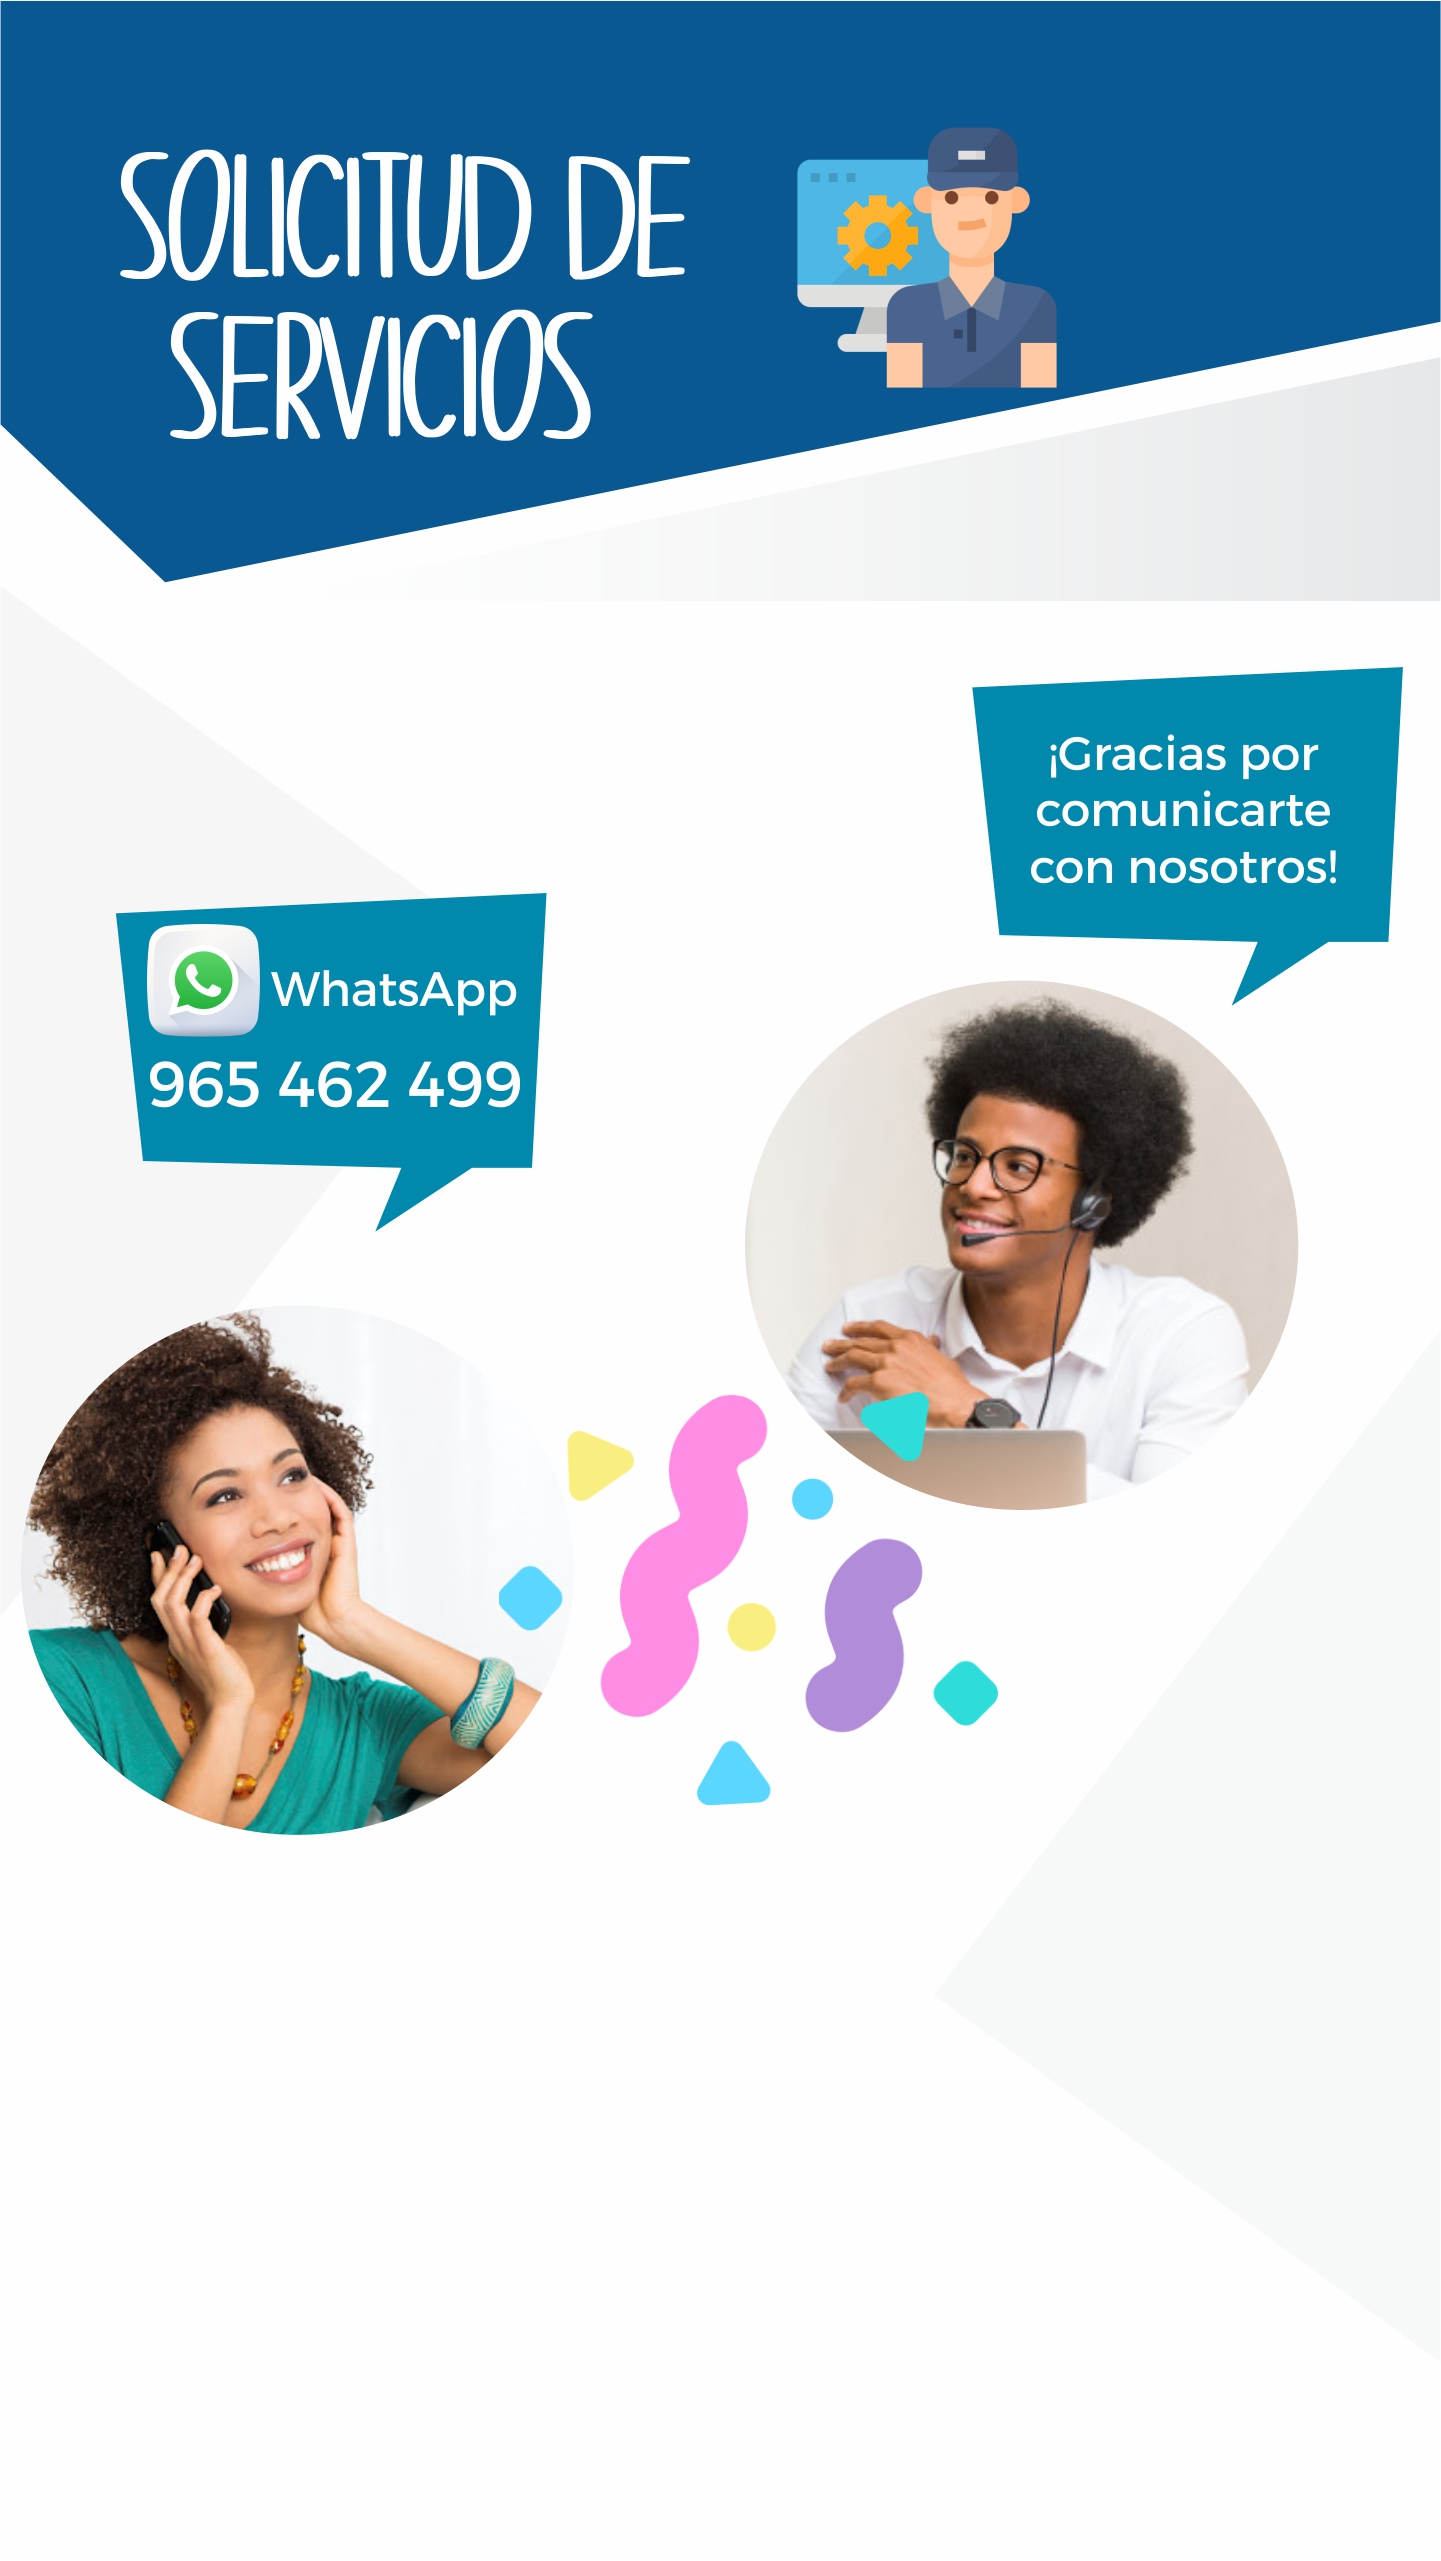 SOLICITUD DE
SERVICIOS
¡Gracias por
comunicarte
con nosotros!
WhatsApp
965 462 499